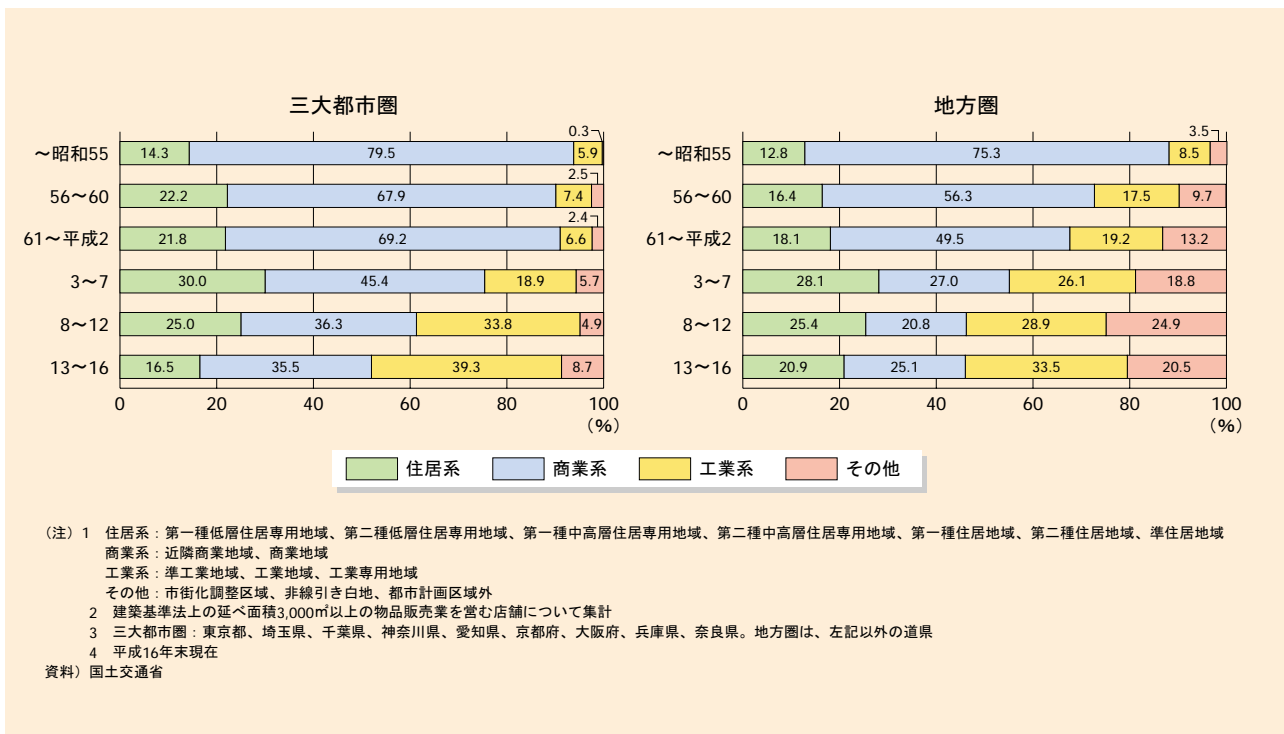 三大都市圏
0.3
～昭和55 14.3 79.5 5.9
2.5
56～60 22.2 67.9 7.4
2.4
61～平成2 21.8 69.2 6.6
3～7 30.0 45.4 18.9 5.7
8～12 25.0 36.3 33.8 4.9
13～16 16.5 35.5 39.3 8.7
0 20 40 60 80 100
（%）
地方圏
3.5
～昭和55 12.8 75.3 8.5
56～60 16.4 56.3 17.5 9.7
61～平成2 18.1 49.5 19.2 13.2
3～7 28.1 27.0 26.1 18.8
8～12 25.4 20.8 28.9 24.9
13～16 20.9 25.1 33.5 20.5
0 20 40 60 80 100
（%）
住居系 商業系 工業系 その他
（注）1 住居系：第一種低層住居専用地域、第二種低層住居専用地域、第一種中高層住居専用地域、第二種中高層住居専用地域、第一種住居地域、第二種住居地域、準住居地域
商業系：近隣商業地域、商業地域
工業系：準工業地域、工業地域、工業専用地域
その他：市街化調整区域、非線引き白地、都市計画区域外
2 建築基準法上の延べ面積3,000㎡以上の物品販売業を営む店舗について集計
3 三大都市圏：東京都、埼玉県、千葉県、神奈川県、愛知県、京都府、大阪府、兵庫県、奈良県。地方圏は、左記以外の道県
4 平成16年末現在
資料）国土交通省